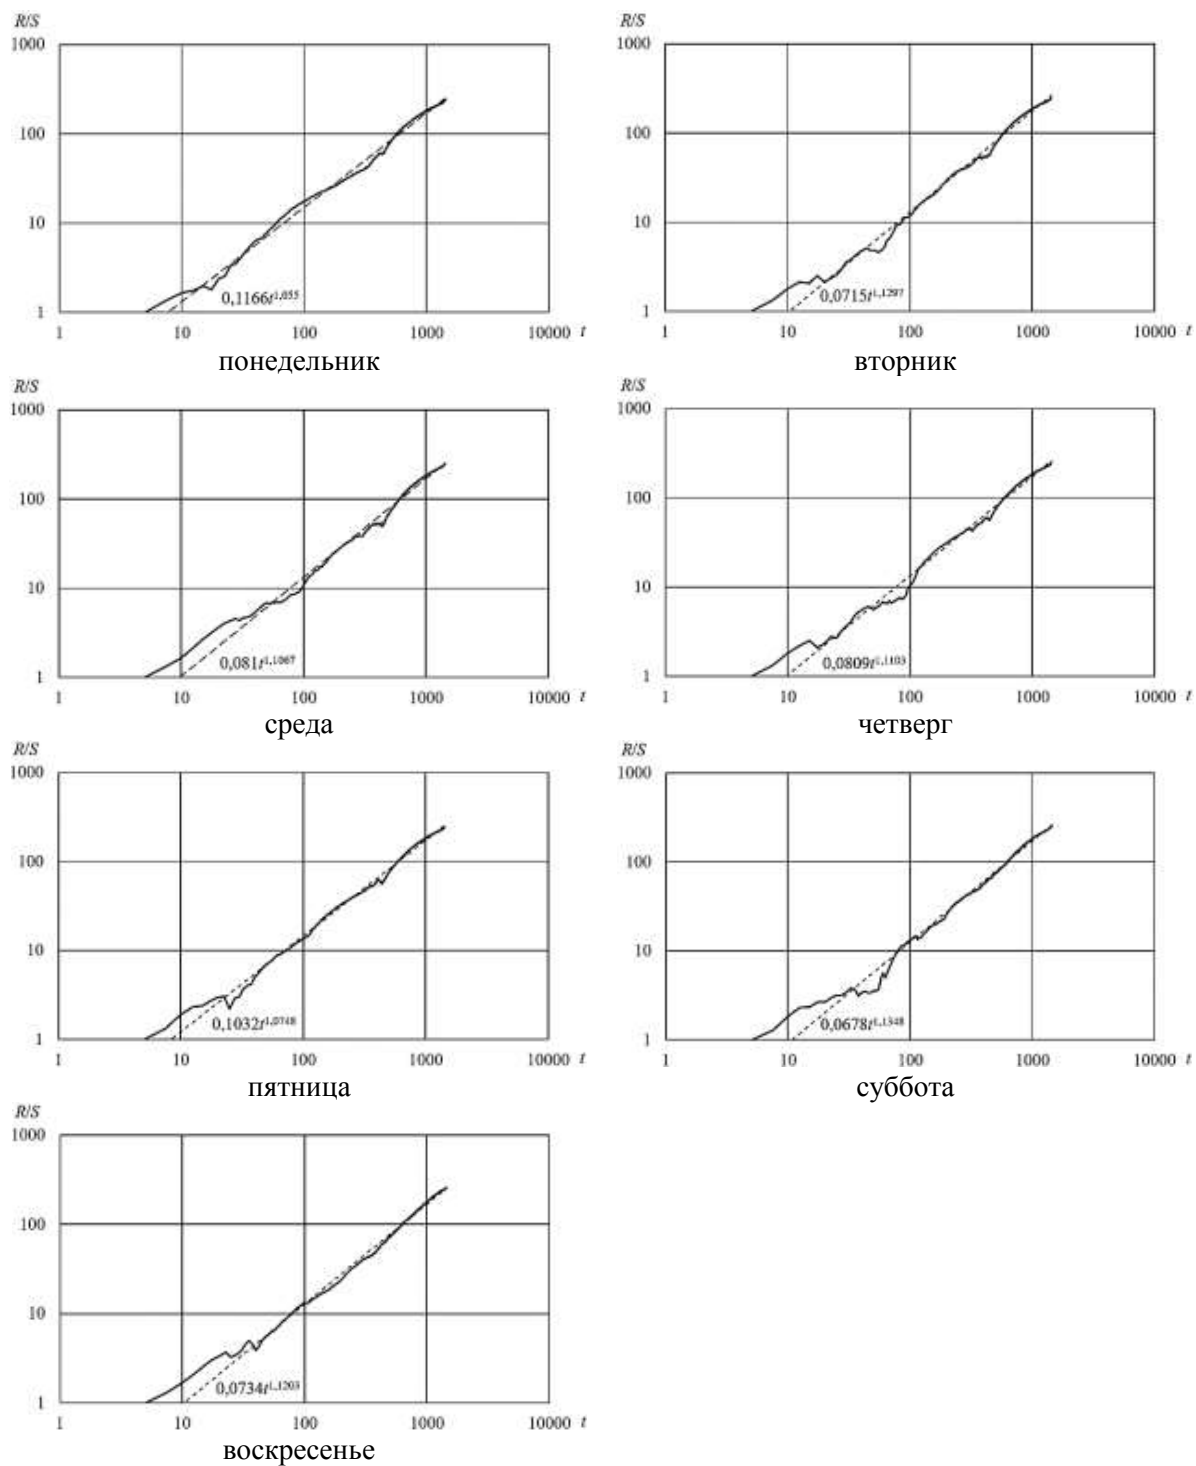 R/S R/S
1000 1000
100 100
10 10
0,1166t^1,055 0,0715t^1,1297
1 1
1 10 100 1000 10000 t 1 10 100 1000 10000 t
понедельник вторник
R/S R/S
1000 1000
100 100
10 10
0,081t^1,1067 0,0809t^1,1103
1 1
1 10 100 1000 10000 t 1 10 100 1000 10000 t
среда четверг
R/S R/S
1000 1000
100 100
10 10
0,1032t^1,0748 0,0678t^1,1348
1 1
1 10 100 1000 10000 t 1 10 100 1000 10000 t
пятница суббота
R/S
1000
100
10
0,0734t^1,1203
1
1 10 100 1000 10000 t
воскресенье